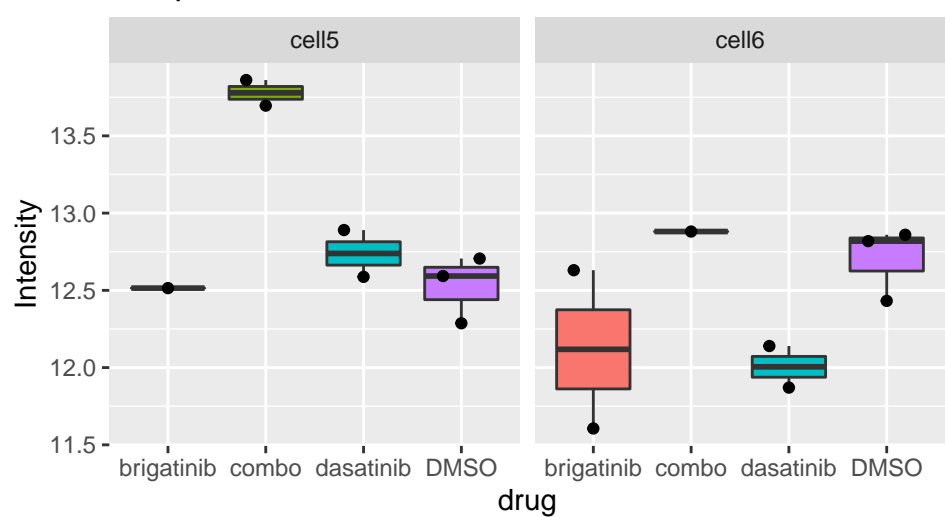 cell5 cell6
Intensity
13.5
13.0
12.5
12.0
11.5
brigatinib combo dasatinib DMSO brigatinib combo dasatinib DMSO
drug